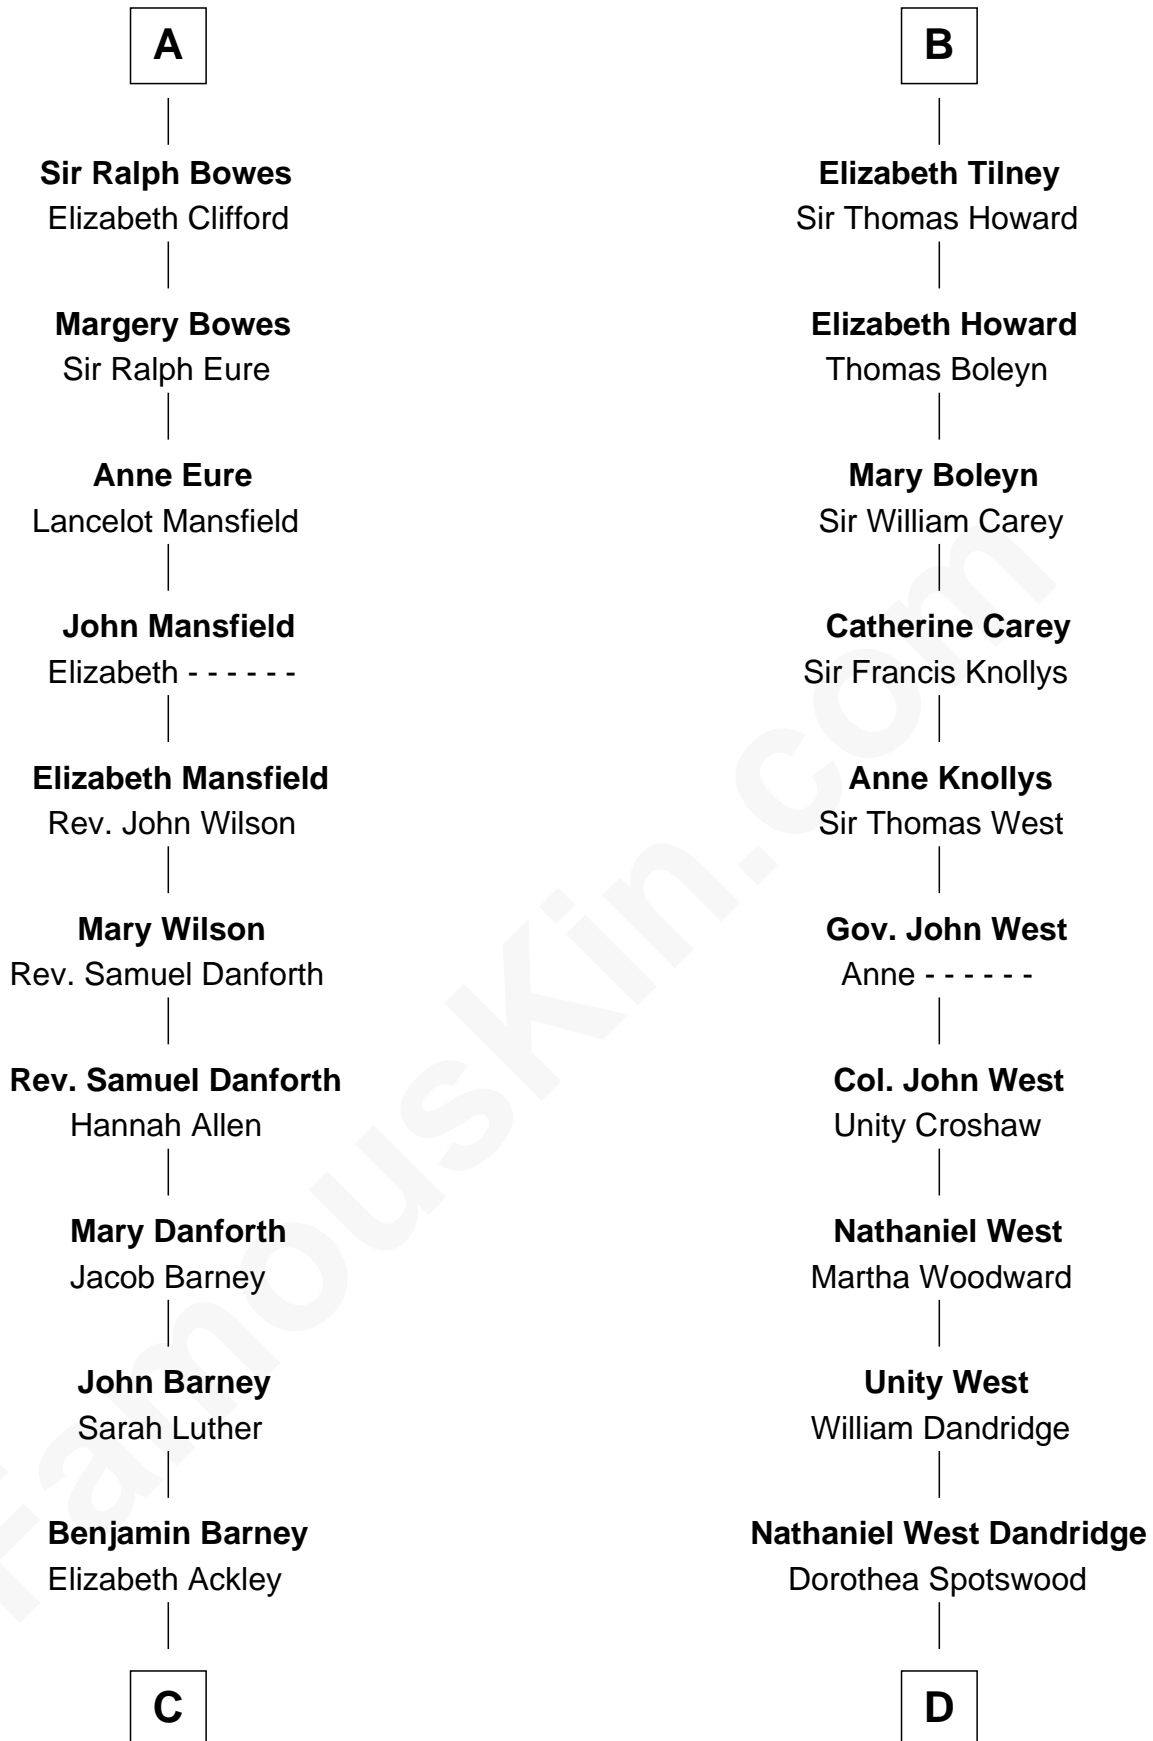 A
Sir Ralph Bowes
Elizabeth Clifford
Margery Bowes
Sir Ralph Eure
Anne Eure
Lancelot Mansfield
John Mansfield
Elizabeth - - - - - -
Elizabeth Mansfield
Rev. John Wilson
Mary Wilson
Rev. Samuel Danforth
Rev. Samuel Danforth
Hannah Allen
Mary Danforth
Jacob Barney
John Barney
Sarah Luther
Benjamin Barney
Elizabeth Ackley
C
B
Elizabeth Tilney
Sir Thomas Howard
Elizabeth Howard
Thomas Boleyn
Mary Boleyn
Sir William Carey
Catherine Carey
Sir Francis Knollys
Anne Knollys
Sir Thomas West
Gov. John West
Anne - - - - - -
Col. John West
Unity Croshaw
Nathaniel West
Martha Woodward
Unity West
William Dandridge
Nathaniel West Dandridge
Dorothea Spotswood
D
FamousKin.com